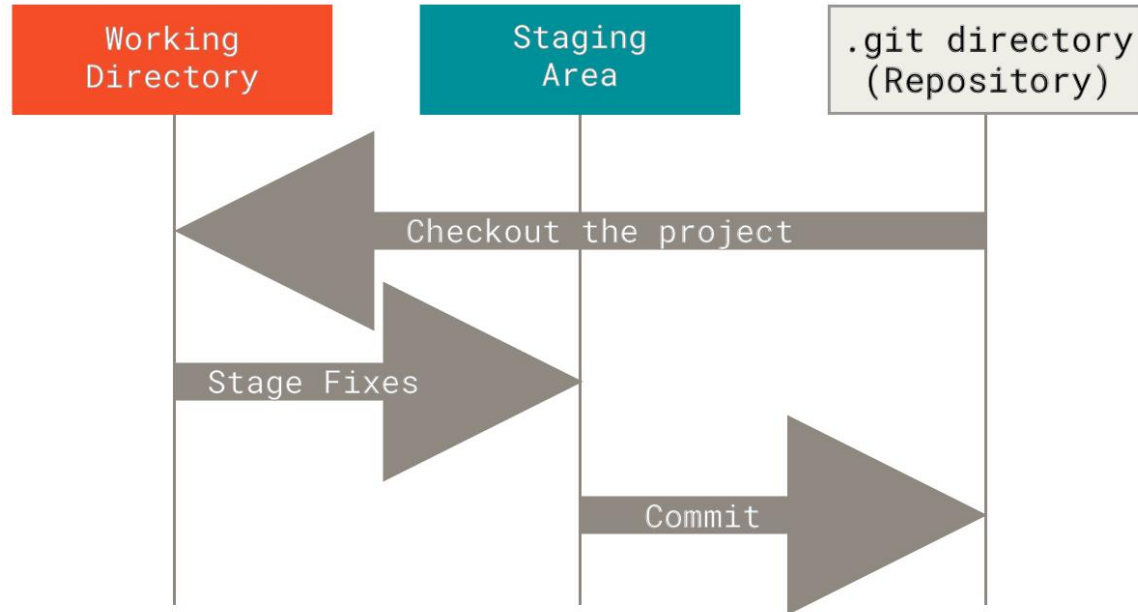 Working
Directory
Staging
Area
.git directory
(Repository)
Checkout the project
Stage Fixes
Commit